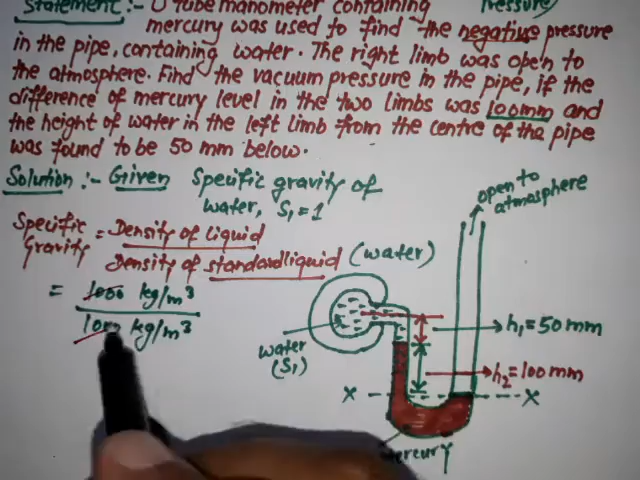 Statement :- U tube manometer containing
mercury was used to find the negative pressure
(Pressure)
in the pipe, containing water. The right limb was open to
the atmosphere. Find the vacuum pressure in the pipe, if the
difference of mercury level in the two limbs was 100mm and
the height of water in the left limb from the centre of the pipe
was found to be 50 mm below.
Solution :- Given Specific gravity of
water, S₁ = 1
open to
atmosphere
Specific
Gravity = Density of Liquid
Density of standard liquid (water)
= 1000 kg/m³
1000 kg/m³
water
(S₁)
h₁ = 50 mm
h₂ = 100 mm
X X
mercury